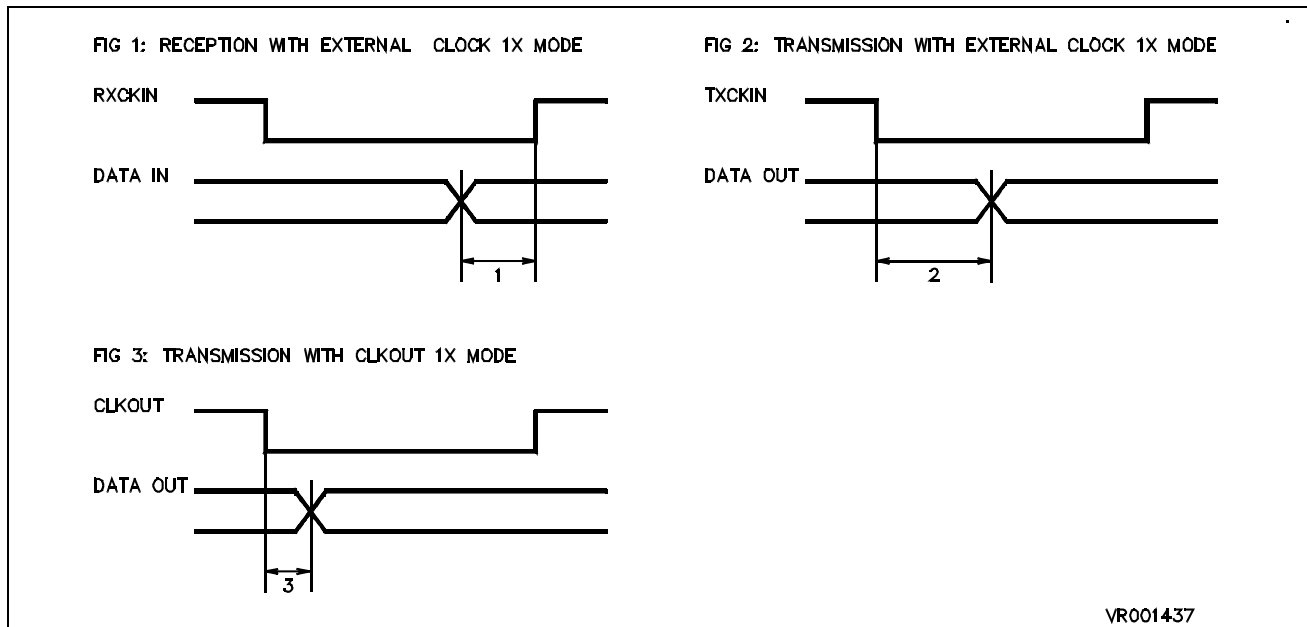 FIG 1: RECEPTION WITH EXTERNAL CLOCK 1X MODE
RXCKIN
DATA IN
1
FIG 2: TRANSMISSION WITH EXTERNAL CLOCK 1X MODE
TXCKIN
DATA OUT
2
FIG 3: TRANSMISSION WITH CLKOUT 1X MODE
CLKOUT
DATA OUT
3
VR001437